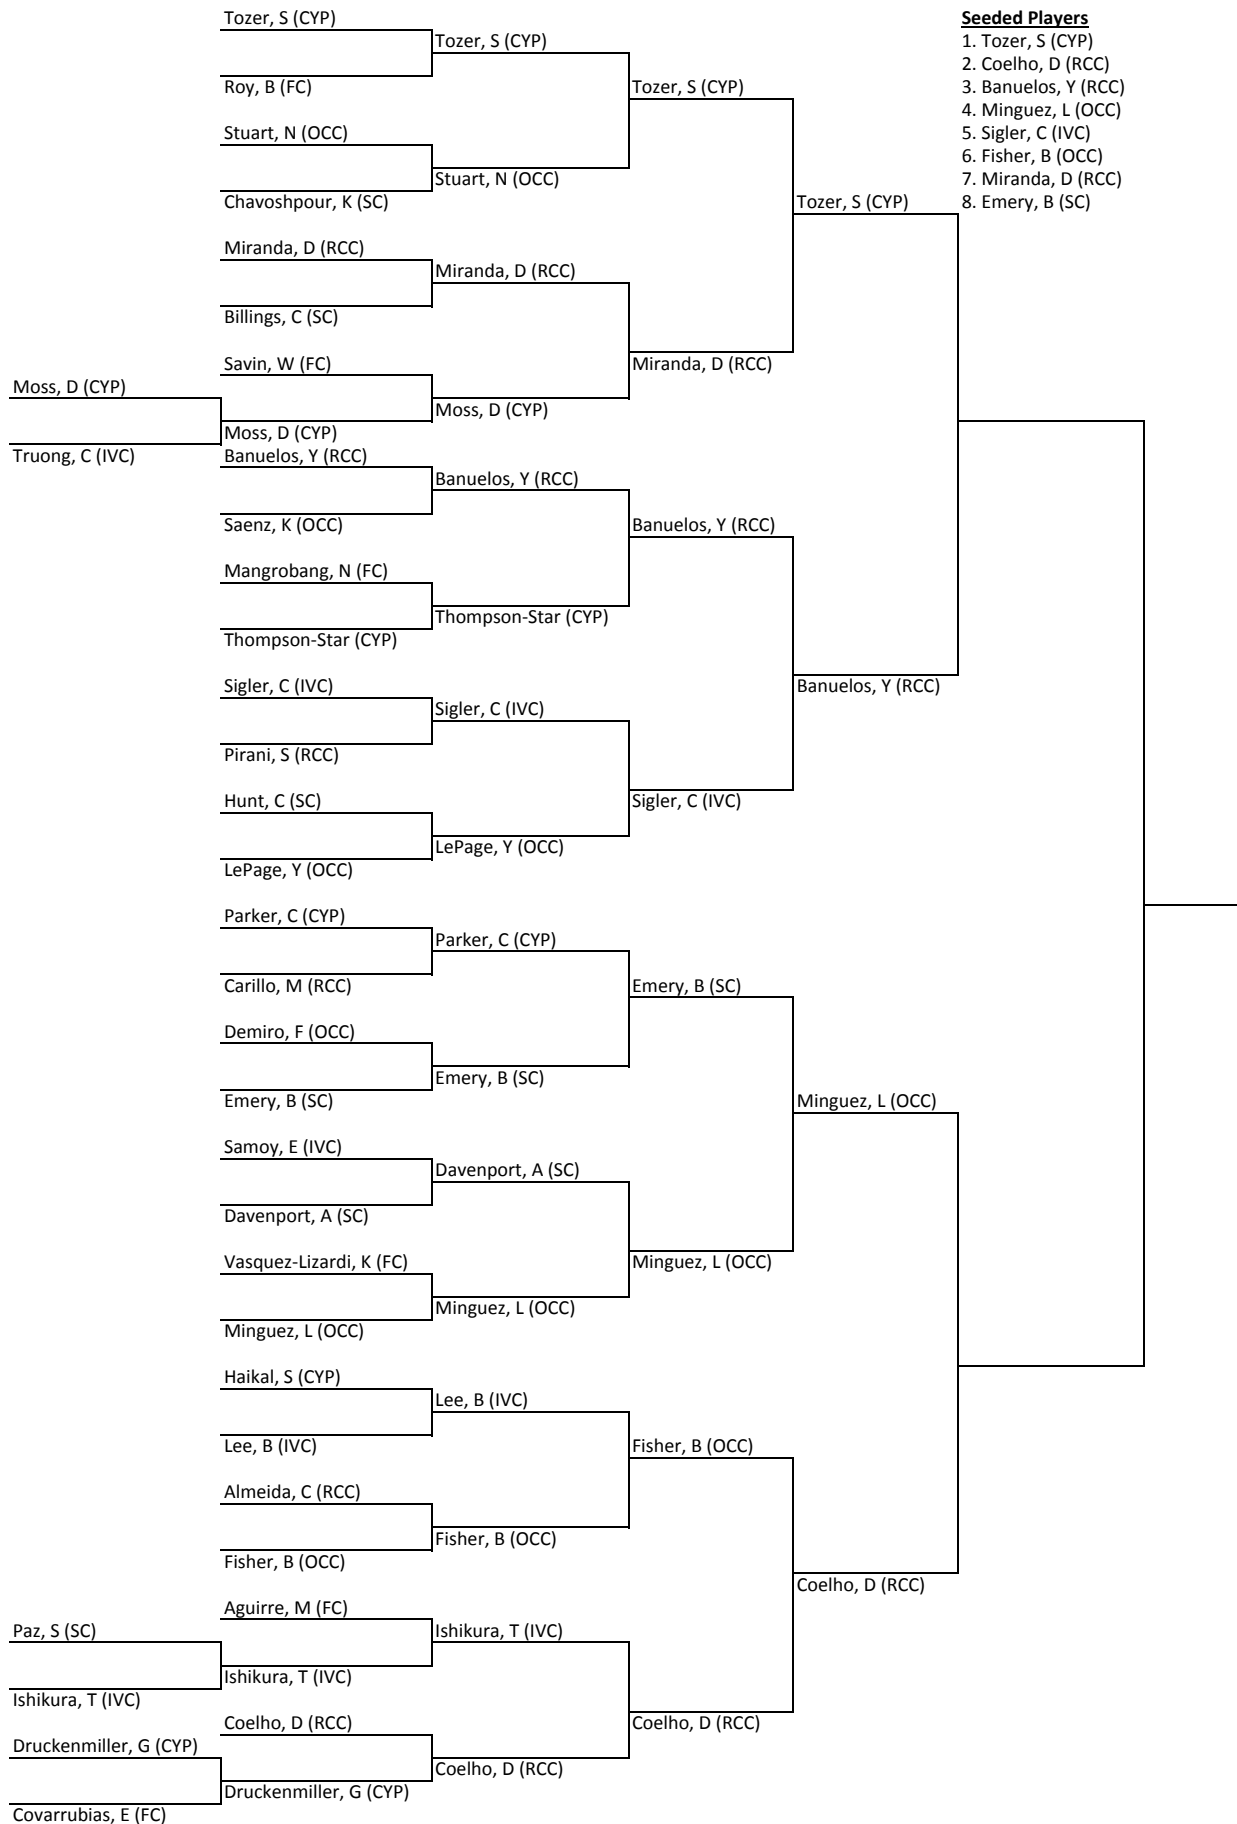 Tozer, S (CYP)
Seeded Players
Tozer, S (CYP)
1. Tozer, S (CYP)
2. Coelho, D (RCC)
Roy, B (FC)
Tozer, S (CYP)
3. Banuelos, Y (RCC)
4. Minguez, L (OCC)
Stuart, N (OCC)
5. Sigler, C (IVC)
6. Fisher, B (OCC)
Stuart, N (OCC)
7. Miranda, D (RCC)
Chavoshpour, K (SC)
Tozer, S (CYP)
8. Emery, B (SC)
Miranda, D (RCC)
Miranda, D (RCC)
Billings, C (SC)
Savin, W (FC)
Miranda, D (RCC)
Moss, D (CYP)
Moss, D (CYP)
Moss, D (CYP)
Truong, C (IVC)
Banuelos, Y (RCC)
Banuelos, Y (RCC)
Saenz, K (OCC)
Banuelos, Y (RCC)
Mangrobang, N (FC)
Thompson-Star (CYP)
Thompson-Star (CYP)
Sigler, C (IVC)
Banuelos, Y (RCC)
Sigler, C (IVC)
Pirani, S (RCC)
Hunt, C (SC)
Sigler, C (IVC)
LePage, Y (OCC)
LePage, Y (OCC)
Parker, C (CYP)
Parker, C (CYP)
Carillo, M (RCC)
Emery, B (SC)
Demiro, F (OCC)
Emery, B (SC)
Emery, B (SC)
Minguez, L (OCC)
Samoy, E (IVC)
Davenport, A (SC)
Davenport, A (SC)
Vasquez-Lizardi, K (FC)
Minguez, L (OCC)
Minguez, L (OCC)
Minguez, L (OCC)
Haikal, S (CYP)
Lee, B (IVC)
Lee, B (IVC)
Fisher, B (OCC)
Almeida, C (RCC)
Fisher, B (OCC)
Fisher, B (OCC)
Coelho, D (RCC)
Aguirre, M (FC)
Paz, S (SC)
Ishikura, T (IVC)
Ishikura, T (IVC)
Ishikura, T (IVC)
Coelho, D (RCC)
Coelho, D (RCC)
Druckenmiller, G (CYP)
Coelho, D (RCC)
Druckenmiller, G (CYP)
Covarrubias, E (FC)